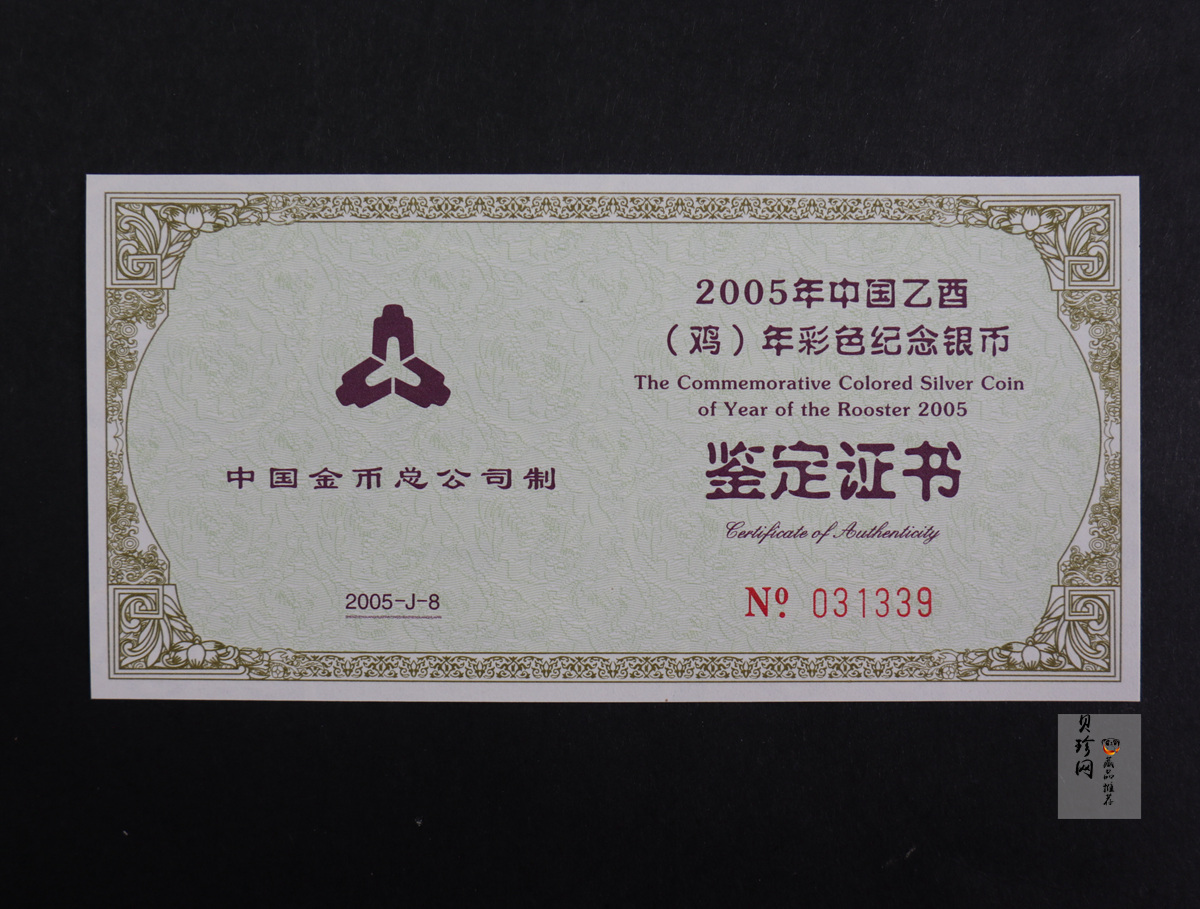 中国金币总公司制
2005-J-8
2005年中国乙酉
（鸡）年彩色纪念银币
The Commemorative Colored Silver Coin
of Year of the Rooster 2005
鉴定证书
Certificate of Authenticity
Nº 031339
贝珍网
藏品推荐